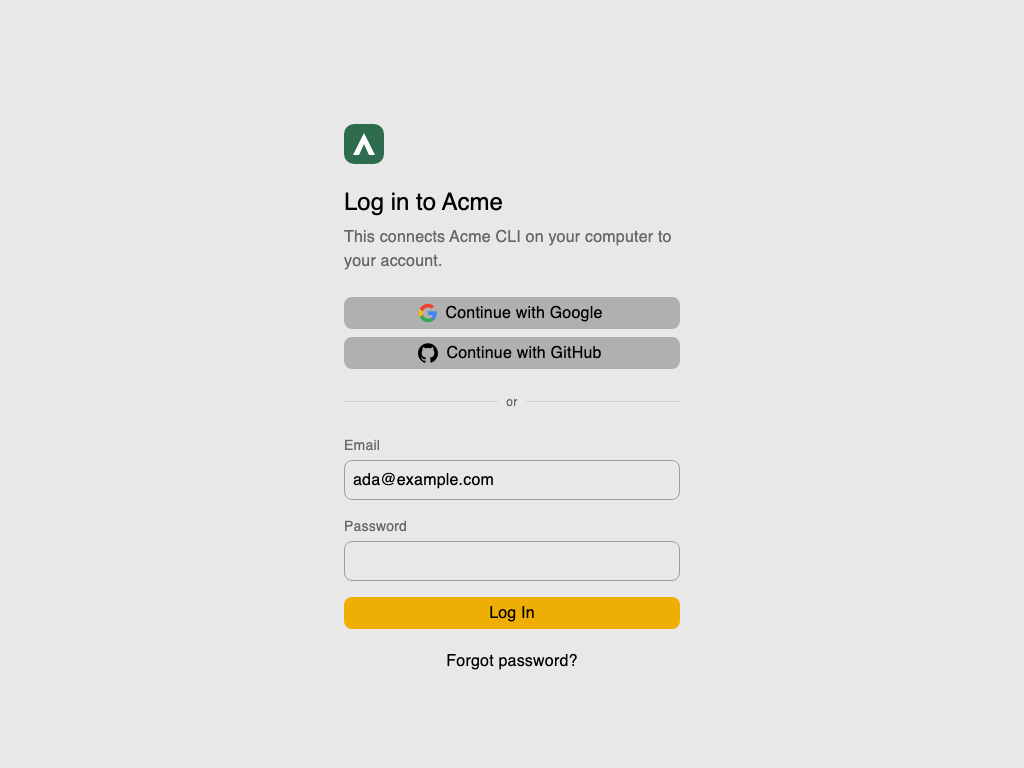 Log in to Acme
This connects Acme CLI on your computer to
your account.
Continue with Google
Continue with GitHub
or
Email
ada@example.com
Password
Log In
Forgot password?